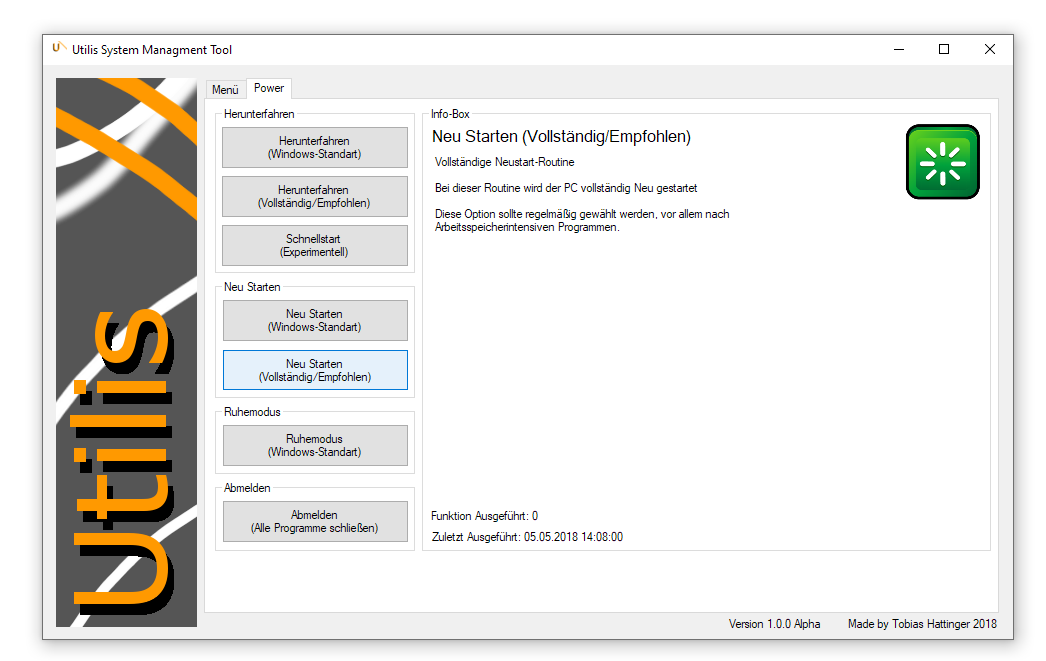 Utilis System Managment Tool
Utilis
Menü
Power
Herunterfahren
Herunterfahren
(Windows-Standart)
Herunterfahren
(Vollständig/Empfohlen)
Schnellstart
(Experimentell)
Neu Starten
Neu Starten
(Windows-Standart)
Neu Starten
(Vollständig/Empfohlen)
Ruhemodus
Ruhemodus
(Windows-Standart)
Abmelden
Abmelden
(Alle Programme schließen)
Info-Box
Neu Starten (Vollständig/Empfohlen)
Vollständige Neustart-Routine
Bei dieser Routine wird der PC vollständig Neu gestartet
Diese Option sollte regelmäßig gewählt werden, vor allem nach
Arbeitsspeicherintensiven Programmen.
Funktion Ausgeführt: 0
Zuletzt Ausgeführt: 05.05.2018 14:08:00
Version 1.0.0 Alpha
Made by Tobias Hattinger 2018